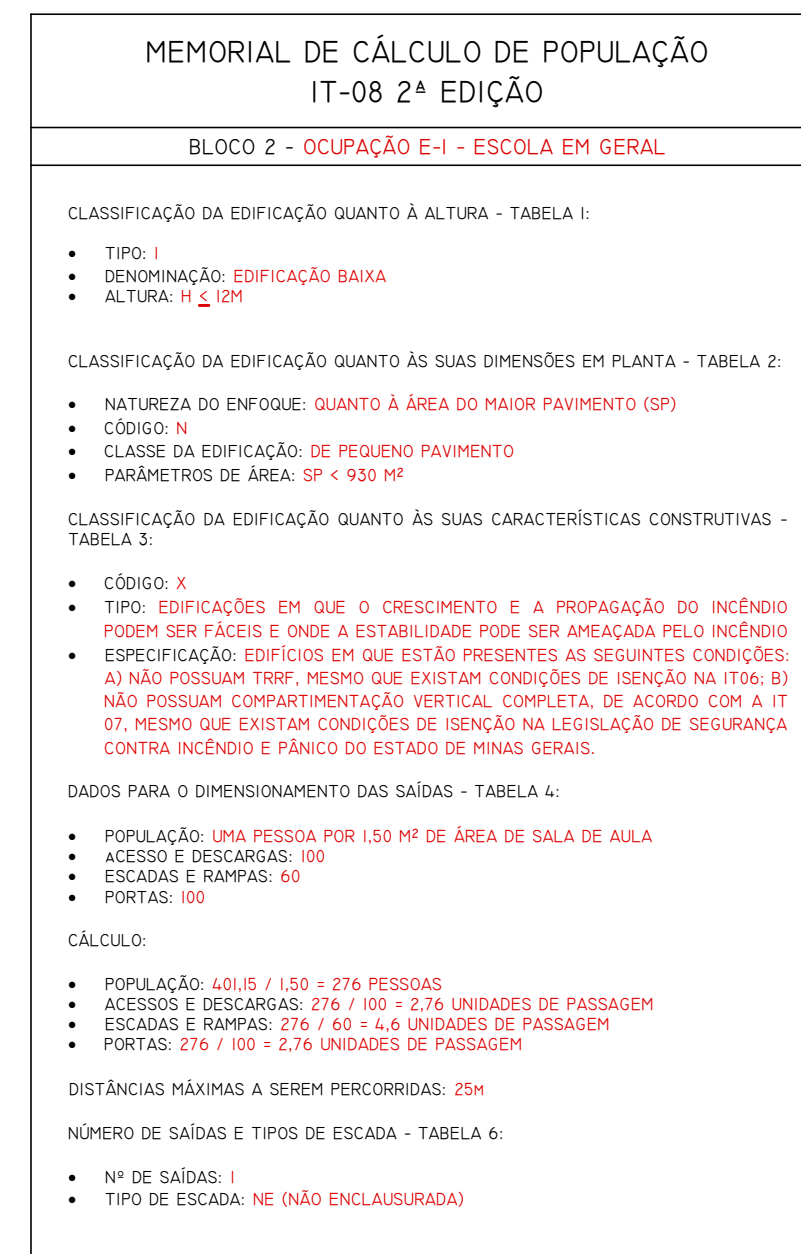 MEMORIAL DE CÁLCULO DE POPULAÇÃO
IT-08 2ª EDIÇÃO
BLOCO 2 - OCUPAÇÃO E-1 - ESCOLA EM GERAL
CLASSIFICAÇÃO DA EDIFICAÇÃO QUANTO À ALTURA - TABELA 1:
• TIPO: I
• DENOMINAÇÃO: EDIFICAÇÃO BAIXA
• ALTURA: H ≤ 12M
CLASSIFICAÇÃO DA EDIFICAÇÃO QUANTO ÀS SUAS DIMENSÕES EM PLANTA - TABELA 2:
• NATUREZA DO ENFOQUE: QUANTO À ÁREA DO MAIOR PAVIMENTO (SP)
• CÓDIGO: N
• CLASSE DA EDIFICAÇÃO: DE PEQUENO PAVIMENTO
• PARÂMETROS DE ÁREA: SP < 930 M²
CLASSIFICAÇÃO DA EDIFICAÇÃO QUANTO ÀS SUAS CARACTERÍSTICAS CONSTRUTIVAS -
TABELA 3:
• CÓDIGO: X
• TIPO: EDIFICAÇÕES EM QUE O CRESCIMENTO E A PROPAGAÇÃO DO INCÊNDIO
PODEM SER FÁCEIS E ONDE A ESTABILIDADE PODE SER AMEAÇADA PELO INCÊNDIO
• ESPECIFICAÇÃO: EDIFÍCIOS EM QUE ESTÃO PRESENTES AS SEGUINTES CONDIÇÕES:
A) NÃO POSSUAM TRRF, MESMO QUE EXISTAM CONDIÇÕES DE ISENÇÃO NA IT06; B)
NÃO POSSUAM COMPARTIMENTAÇÃO VERTICAL COMPLETA, DE ACORDO COM A IT
07, MESMO QUE EXISTAM CONDIÇÕES DE ISENÇÃO NA LEGISLAÇÃO DE SEGURANÇA
CONTRA INCÊNDIO E PÂNICO DO ESTADO DE MINAS GERAIS.
DADOS PARA O DIMENSIONAMENTO DAS SAÍDAS - TABELA 4:
• POPULAÇÃO: UMA PESSOA POR 1,50 M² DE ÁREA DE SALA DE AULA
• ACESSO E DESCARGAS: 100
• ESCADAS E RAMPAS: 60
• PORTAS: 100
CÁLCULO:
• POPULAÇÃO: 401,15 / 1,50 = 276 PESSOAS
• ACESSOS E DESCARGAS: 276 / 100 = 2,76 UNIDADES DE PASSAGEM
• ESCADAS E RAMPAS: 276 / 60 = 4,6 UNIDADES DE PASSAGEM
• PORTAS: 276 / 100 = 2,76 UNIDADES DE PASSAGEM
DISTÂNCIAS MÁXIMAS A SEREM PERCORRIDAS: 25M
NÚMERO DE SAÍDAS E TIPOS DE ESCADA - TABELA 6:
• Nº DE SAÍDAS: 1
• TIPO DE ESCADA: NE (NÃO ENCLAUSURADA)